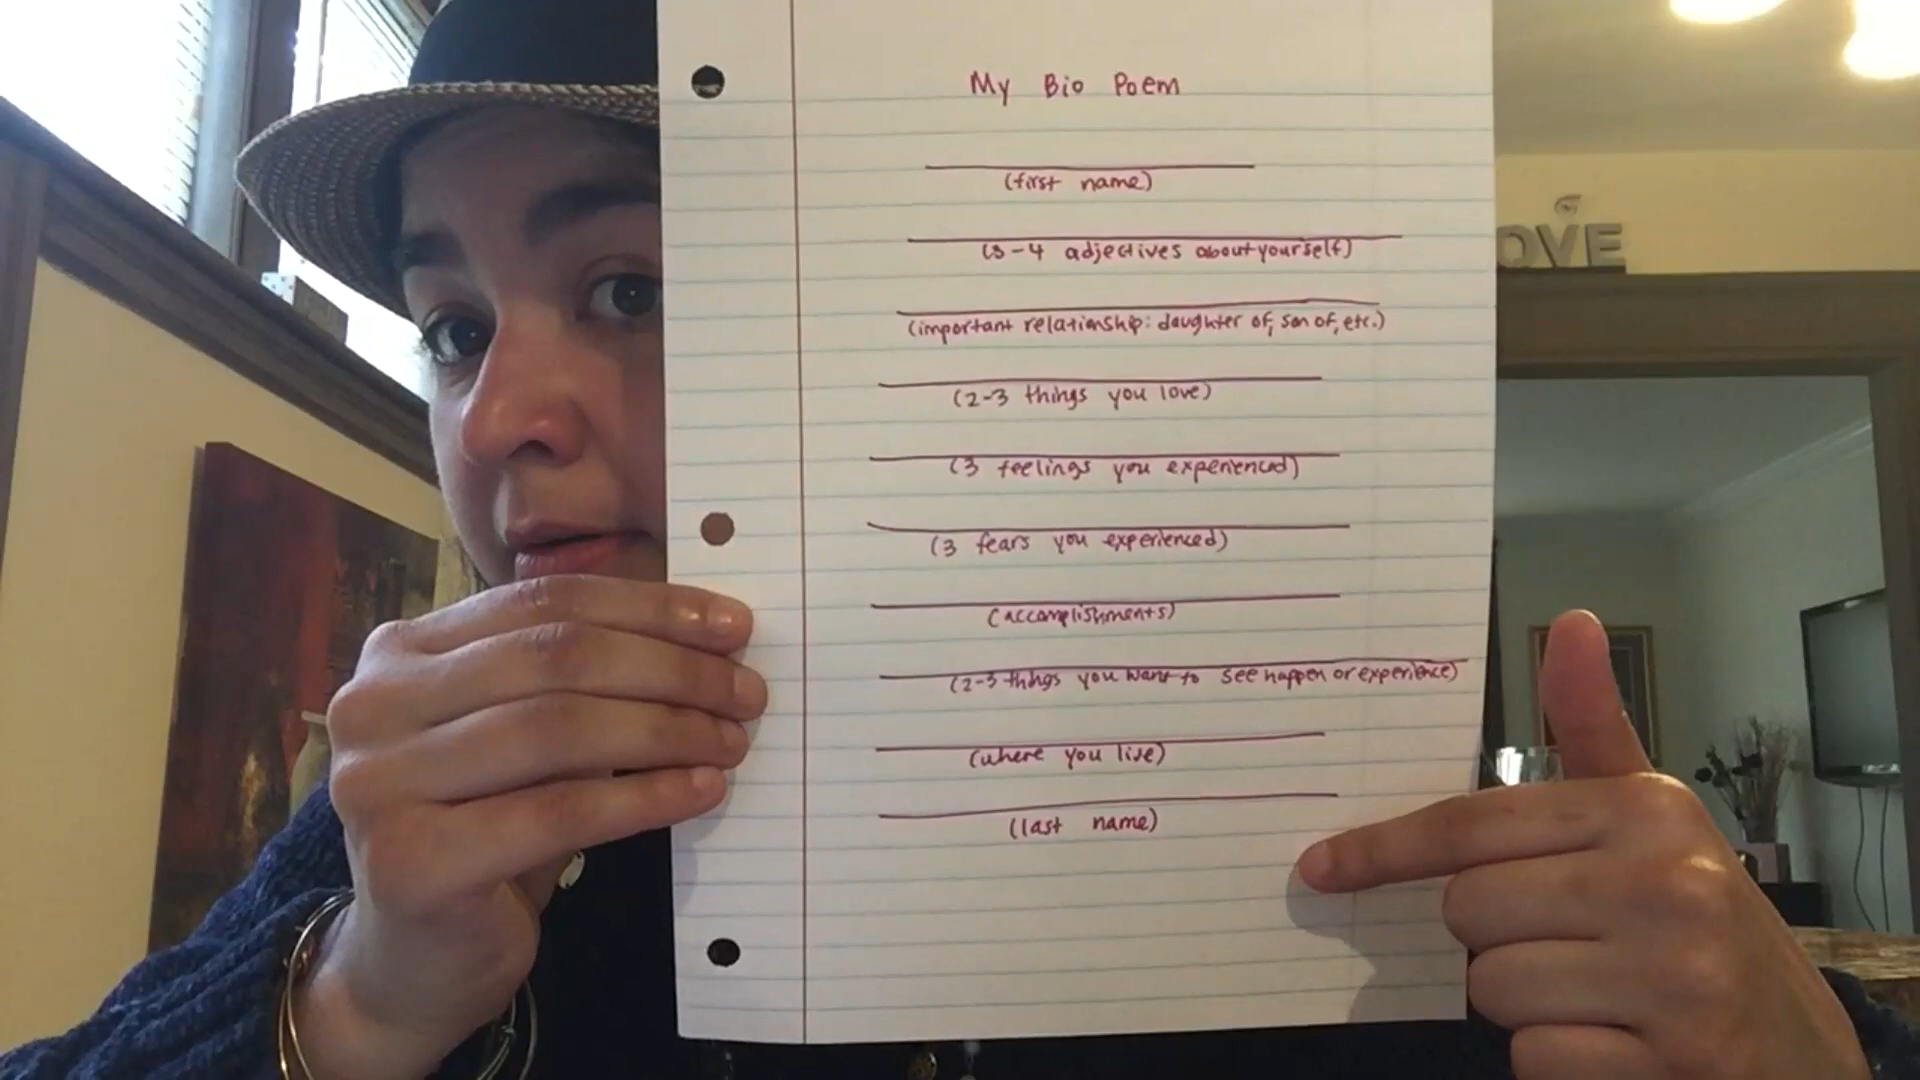 My Bio Poem
(first name)
(3-4 adjectives about yourself)
(important relationship: daughter of, son of, etc.)
(2-3 things you love)
(3 feelings you experienced)
(3 fears you experienced)
(accomplishments)
(2-3 things you want to see happen or experience)
(where you live)
(last name)
OVE